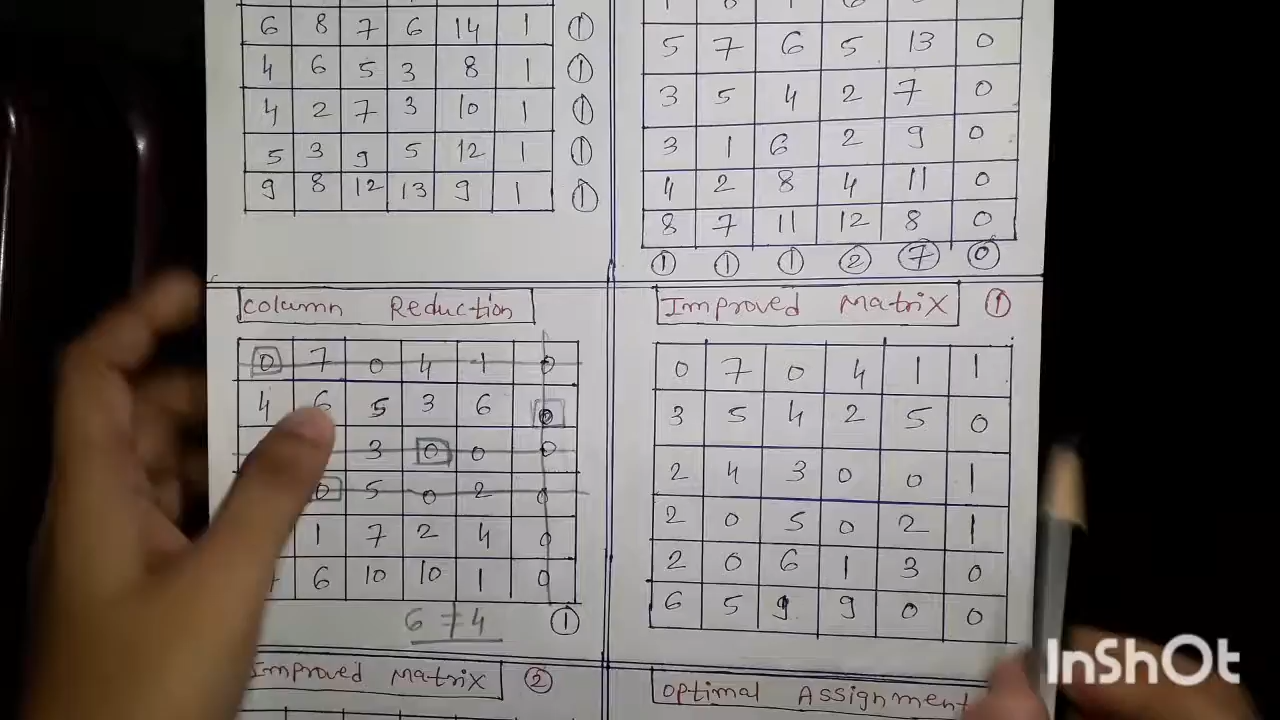 6 8 7 6 14 1 ①
4 6 5 3 8 1 ①
4 2 7 3 10 1 ①
5 3 9 5 12 1 ①
9 8 12 13 9 1 ①
5 7 6 5 13 0
3 5 4 2 7 0
3 1 6 2 9 0
4 2 8 4 11 0
8 7 11 12 8 0
① ① ① ② ⑦ ⓪
Column Reduction
0 7 0 4 1 0
4 6 5 3 6 0
3 0 0 0
0 5 0 2 0
1 7 2 4 0
6 10 10 1 0
6 ≠ 4 ①
Improved Matrix ①
0 7 0 4 1 1
3 5 4 2 5 0
2 4 3 0 0 1
2 0 5 0 2 1
2 0 6 1 3 0
6 5 9 9 0 0
Improved Matrix ②
Optimal Assignment
InShOt